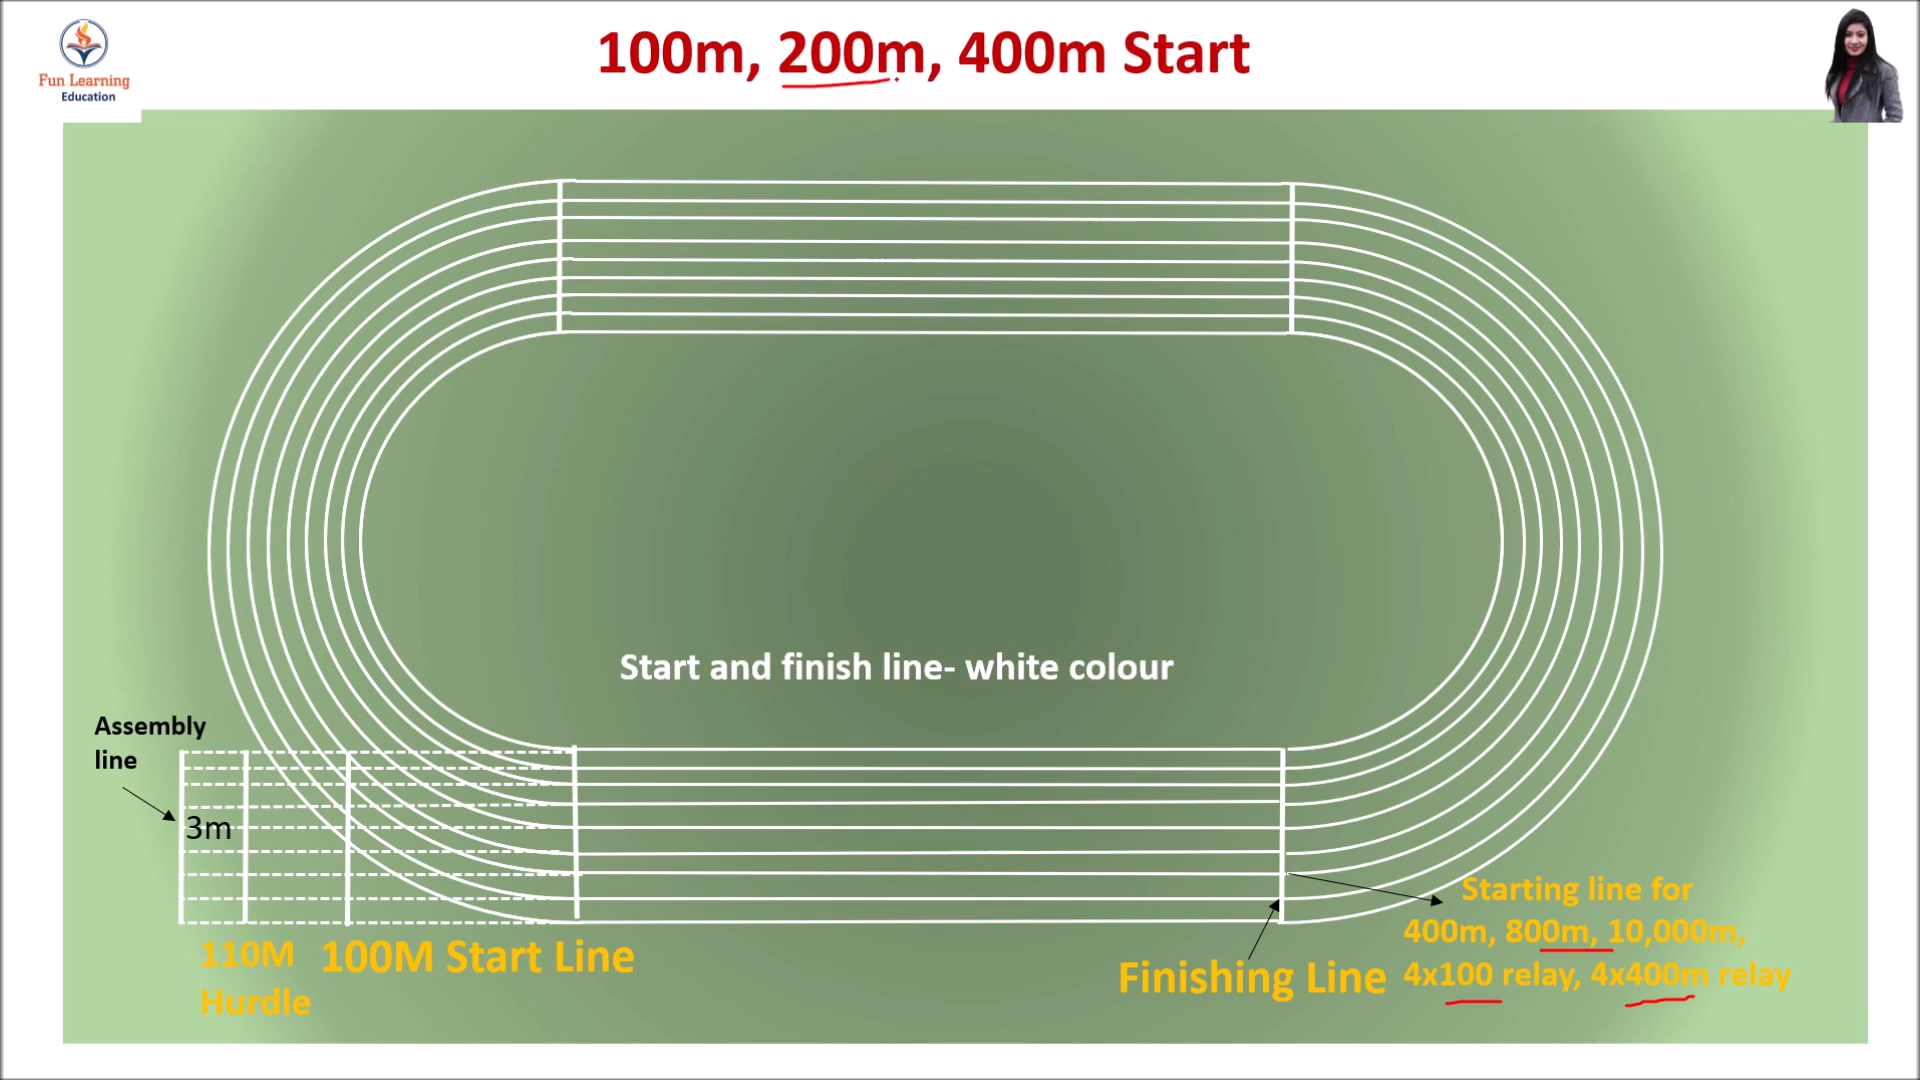 Fun Learning
Education
100m, 200m, 400m Start
Start and finish line- white colour
Assembly
line
3m
110M
Hurdle
100M Start Line
Finishing Line
Starting line for
400m, 800m, 10,000m,
4x100 relay, 4x400m relay